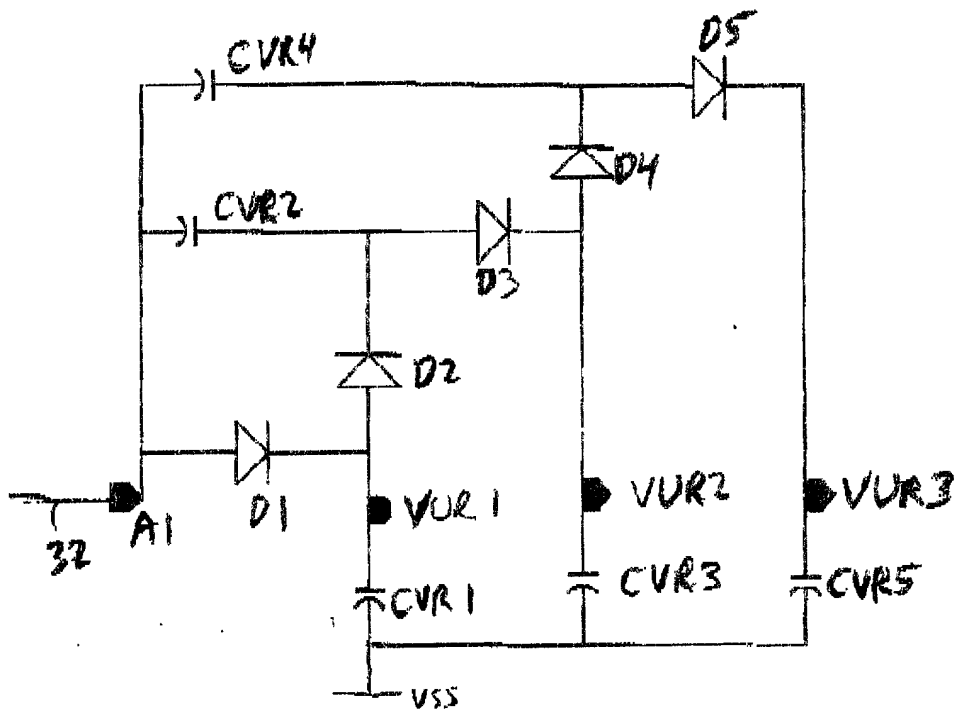 D5
CVR4
D4
CVR2
D3
D2
D1
VUR1
VUR2
VUR3
A1
32
CVR1
CVR3
CVR5
VSS